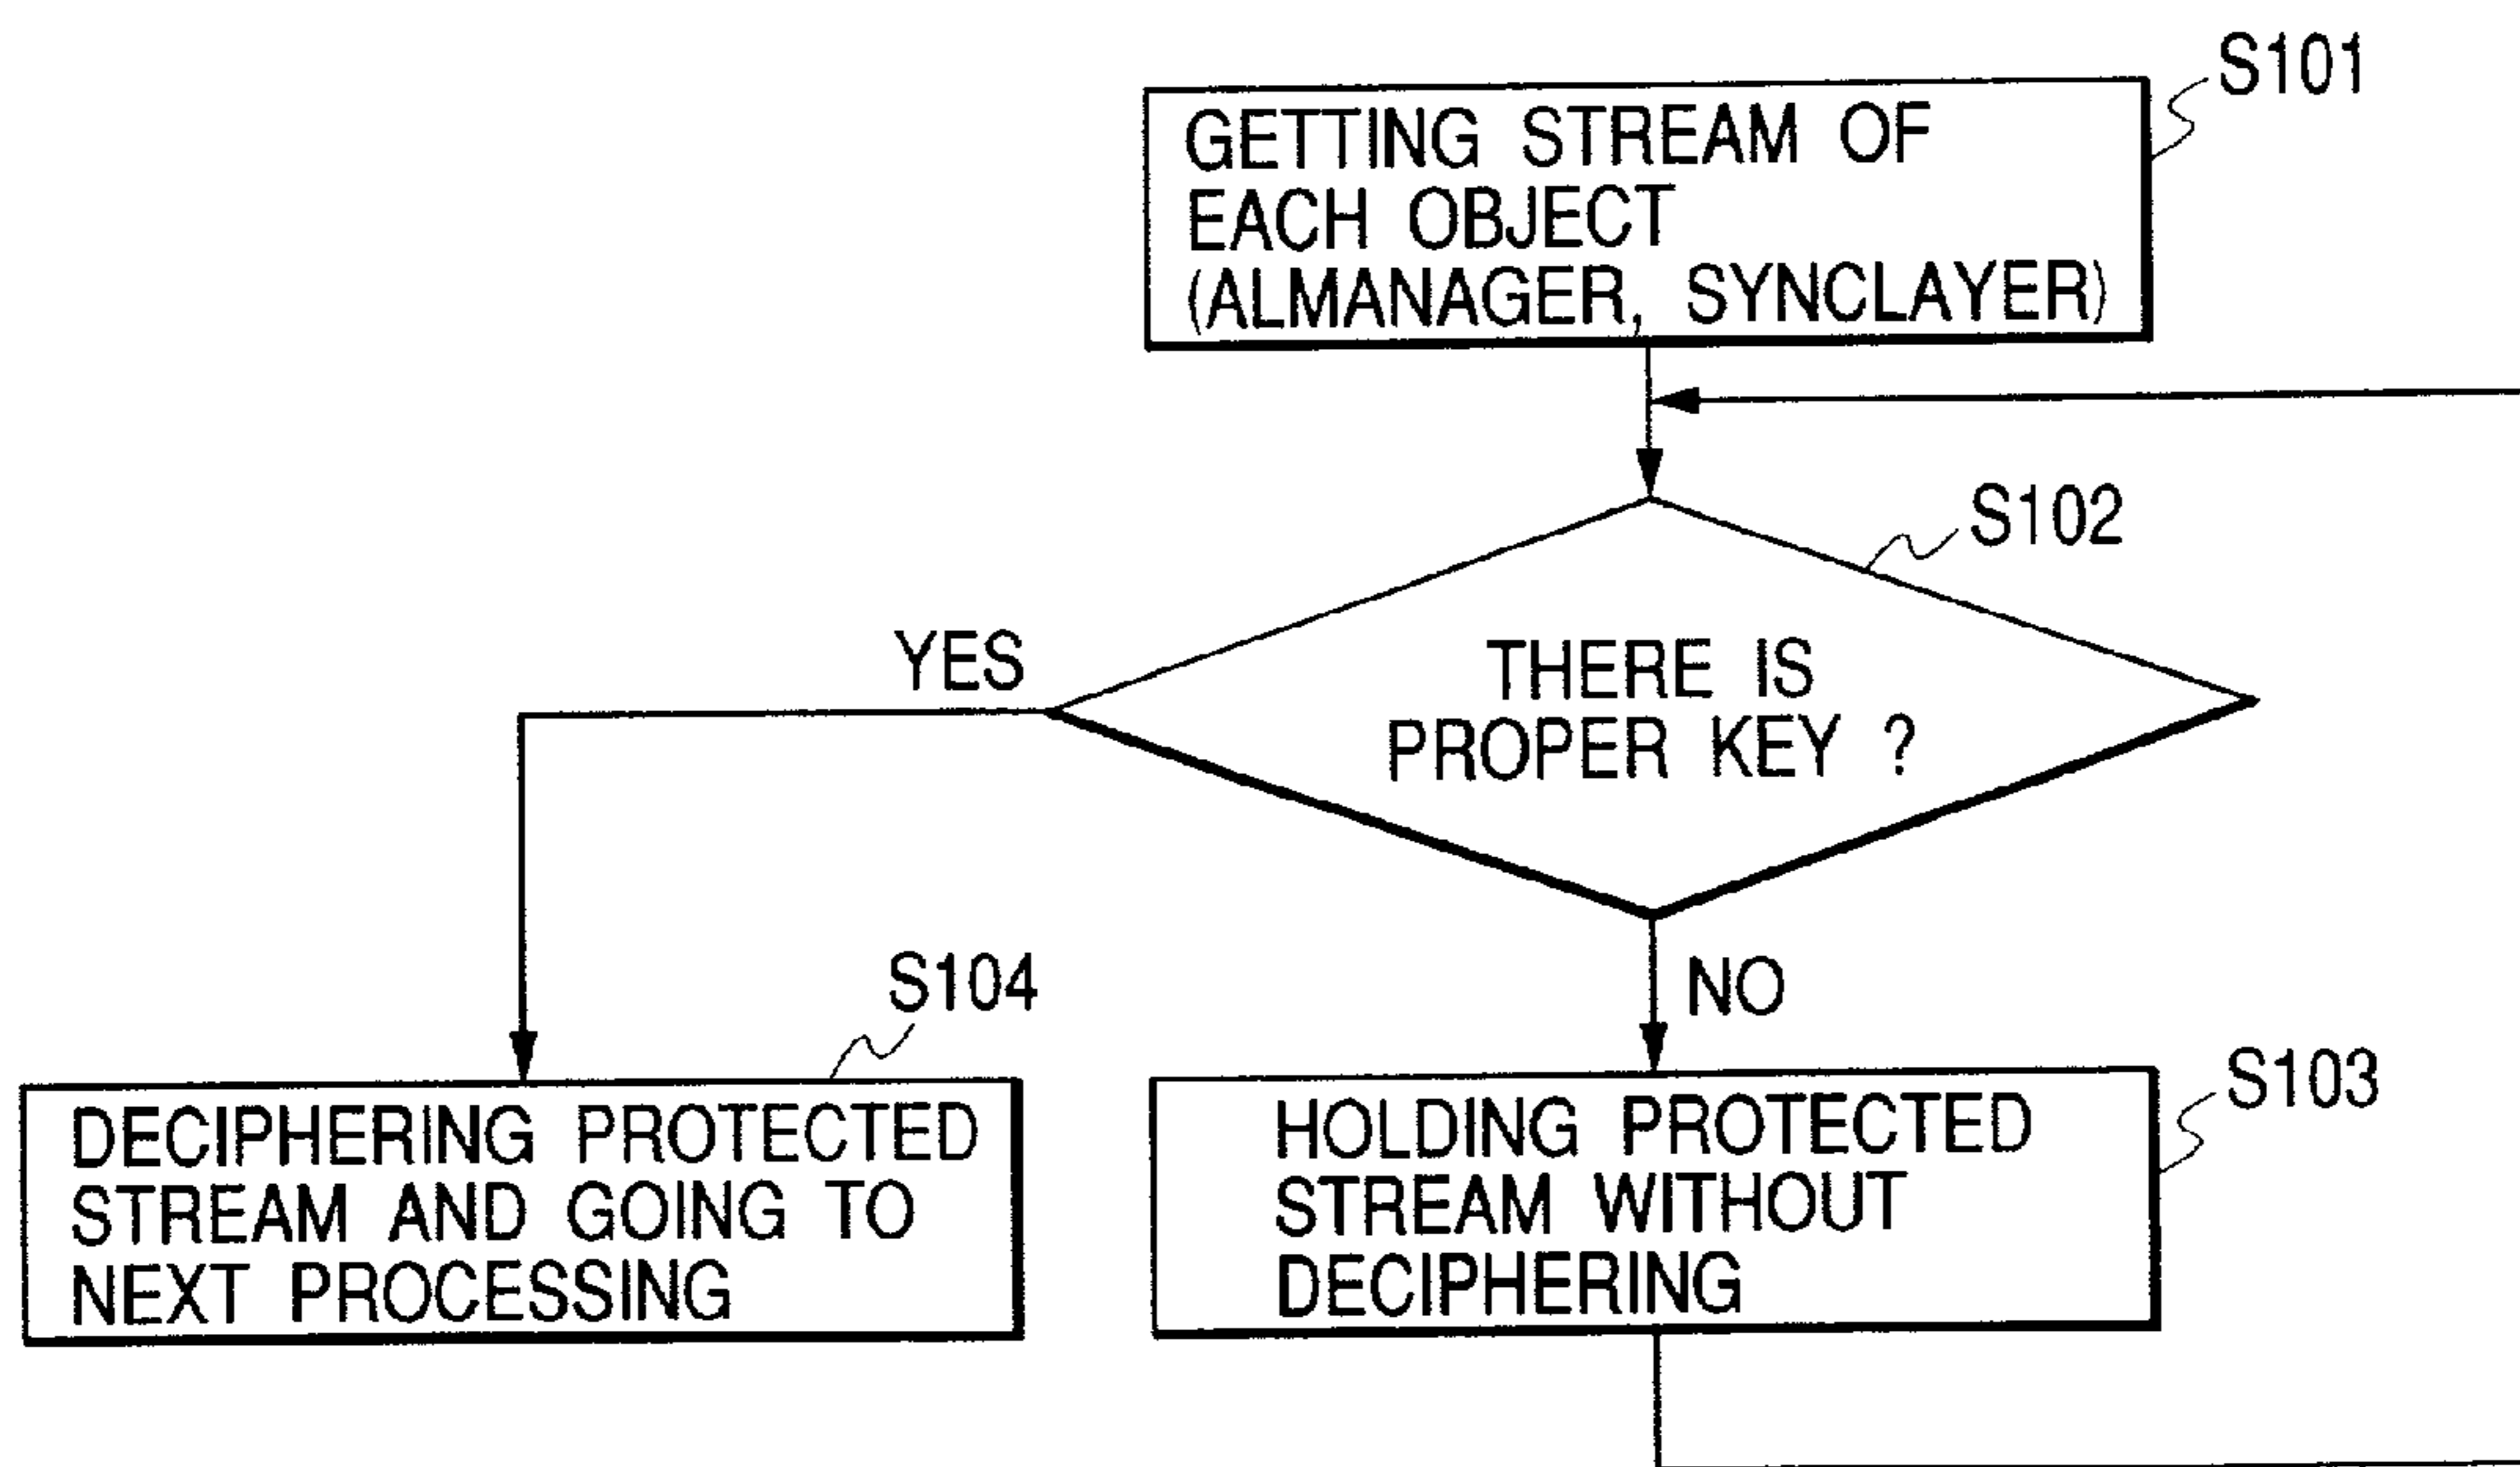 S101
GETTING STREAM OF
EACH OBJECT
(ALMANAGER, SYNCLAYER)
S102
YES
THERE IS
PROPER KEY ?
NO
S104
DECIPHERING PROTECTED
STREAM AND GOING TO
NEXT PROCESSING
S103
HOLDING PROTECTED
STREAM WITHOUT
DECIPHERING